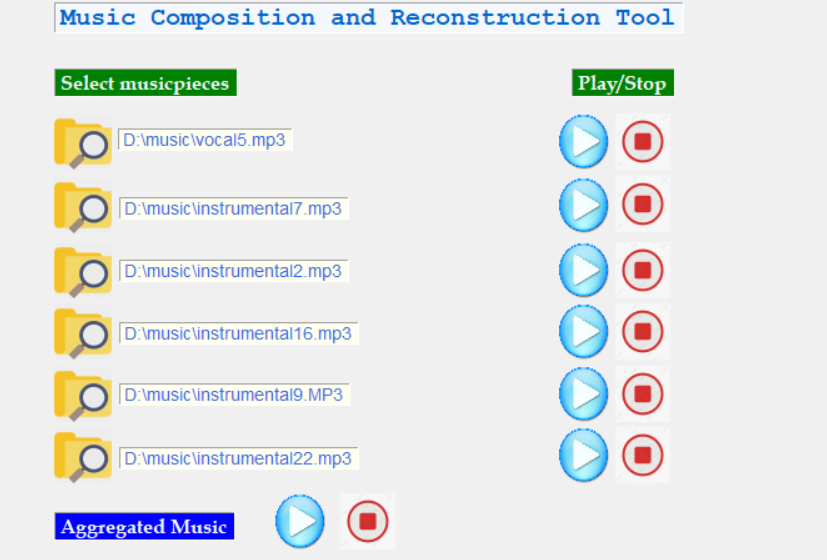 Music Composition and Reconstruction Tool
Select musicpieces Play/Stop
D:\music\vocal5.mp3
D:\music\instrumental7.mp3
D:\music\instrumental2.mp3
D:\music\instrumental16.mp3
D:\music\instrumental9.MP3
D:\music\instrumental22.mp3
Aggregated Music